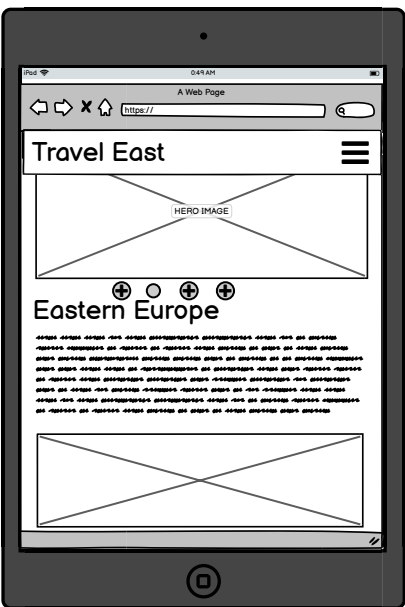 iPad 0:49 AM
A Web Page
https://
Travel East
HERO IMAGE
Eastern Europe